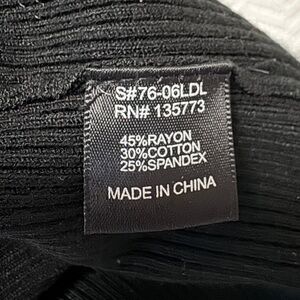 S#76-06LDL
RN# 135773
45%RAYON
30%COTTON
25%SPANDEX
MADE IN CHINA